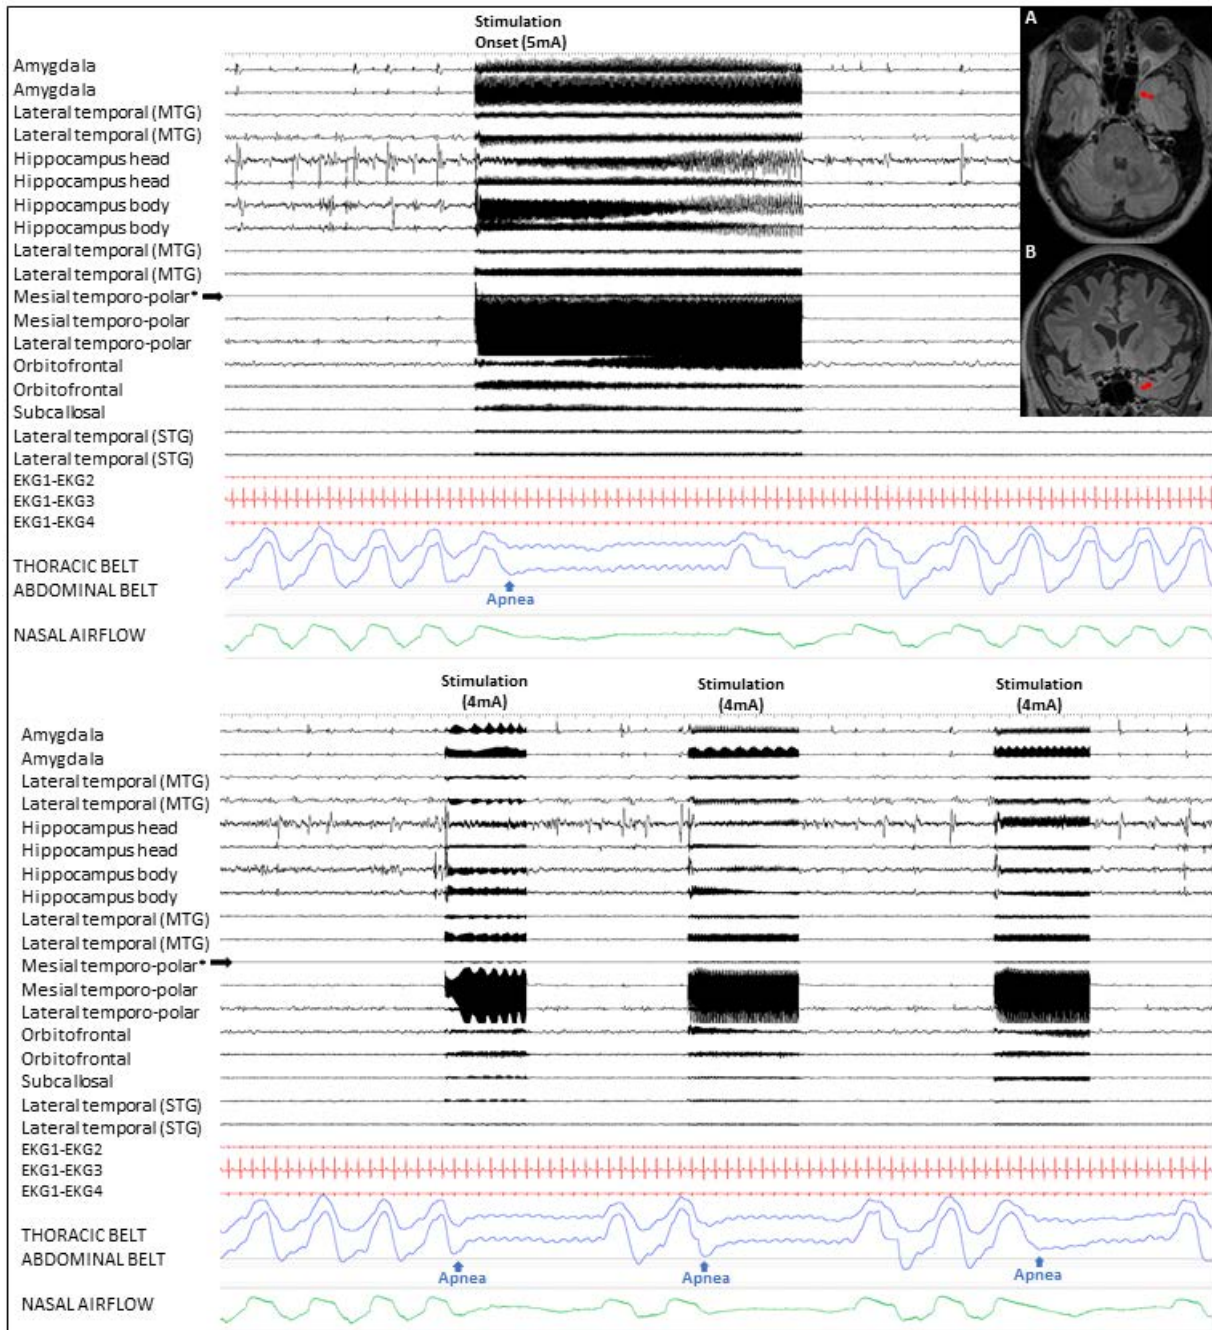 Stimulation
Onset (5mA)
A
Amygdala
Amygdala
Lateral temporal (MTG)
Lateral temporal (MTG)
Hippocampus head
Hippocampus head
Hippocampus body
Hippocampus body
Lateral temporal (MTG)
B
Lateral temporal (MTG)
Mesial temporo-polar*
Mesial temporo-polar
Lateral temporo-polar
Orbitofrontal
Orbitofrontal
Subcallosal
Lateral temporal (STG)
Lateral temporal (STG)
EKG1-EKG2
EKG1-EKG3
EKG1-EKG4
THORACIC BELT
ABDOMINAL BELT
Apnea
NASAL AIRFLOW
Stimulation Stimulation Stimulation
(4mA) (4mA) (4mA)
Amygdala
Amygdala
Lateral temporal (MTG)
Lateral temporal (MTG)
Hippocampus head
Hippocampus head
Hippocampus body
Hippocampus body
Lateral temporal (MTG)
Lateral temporal (MTG)
Mesial temporo-polar*
Mesial temporo-polar
Lateral temporo-polar
Orbitofrontal
Orbitofrontal
Subcallosal
Lateral temporal (STG)
Lateral temporal (STG)
EKG1-EKG2
EKG1-EKG3
EKG1-EKG4
THORACIC BELT
ABDOMINAL BELT
Apnea Apnea Apnea
NASAL AIRFLOW